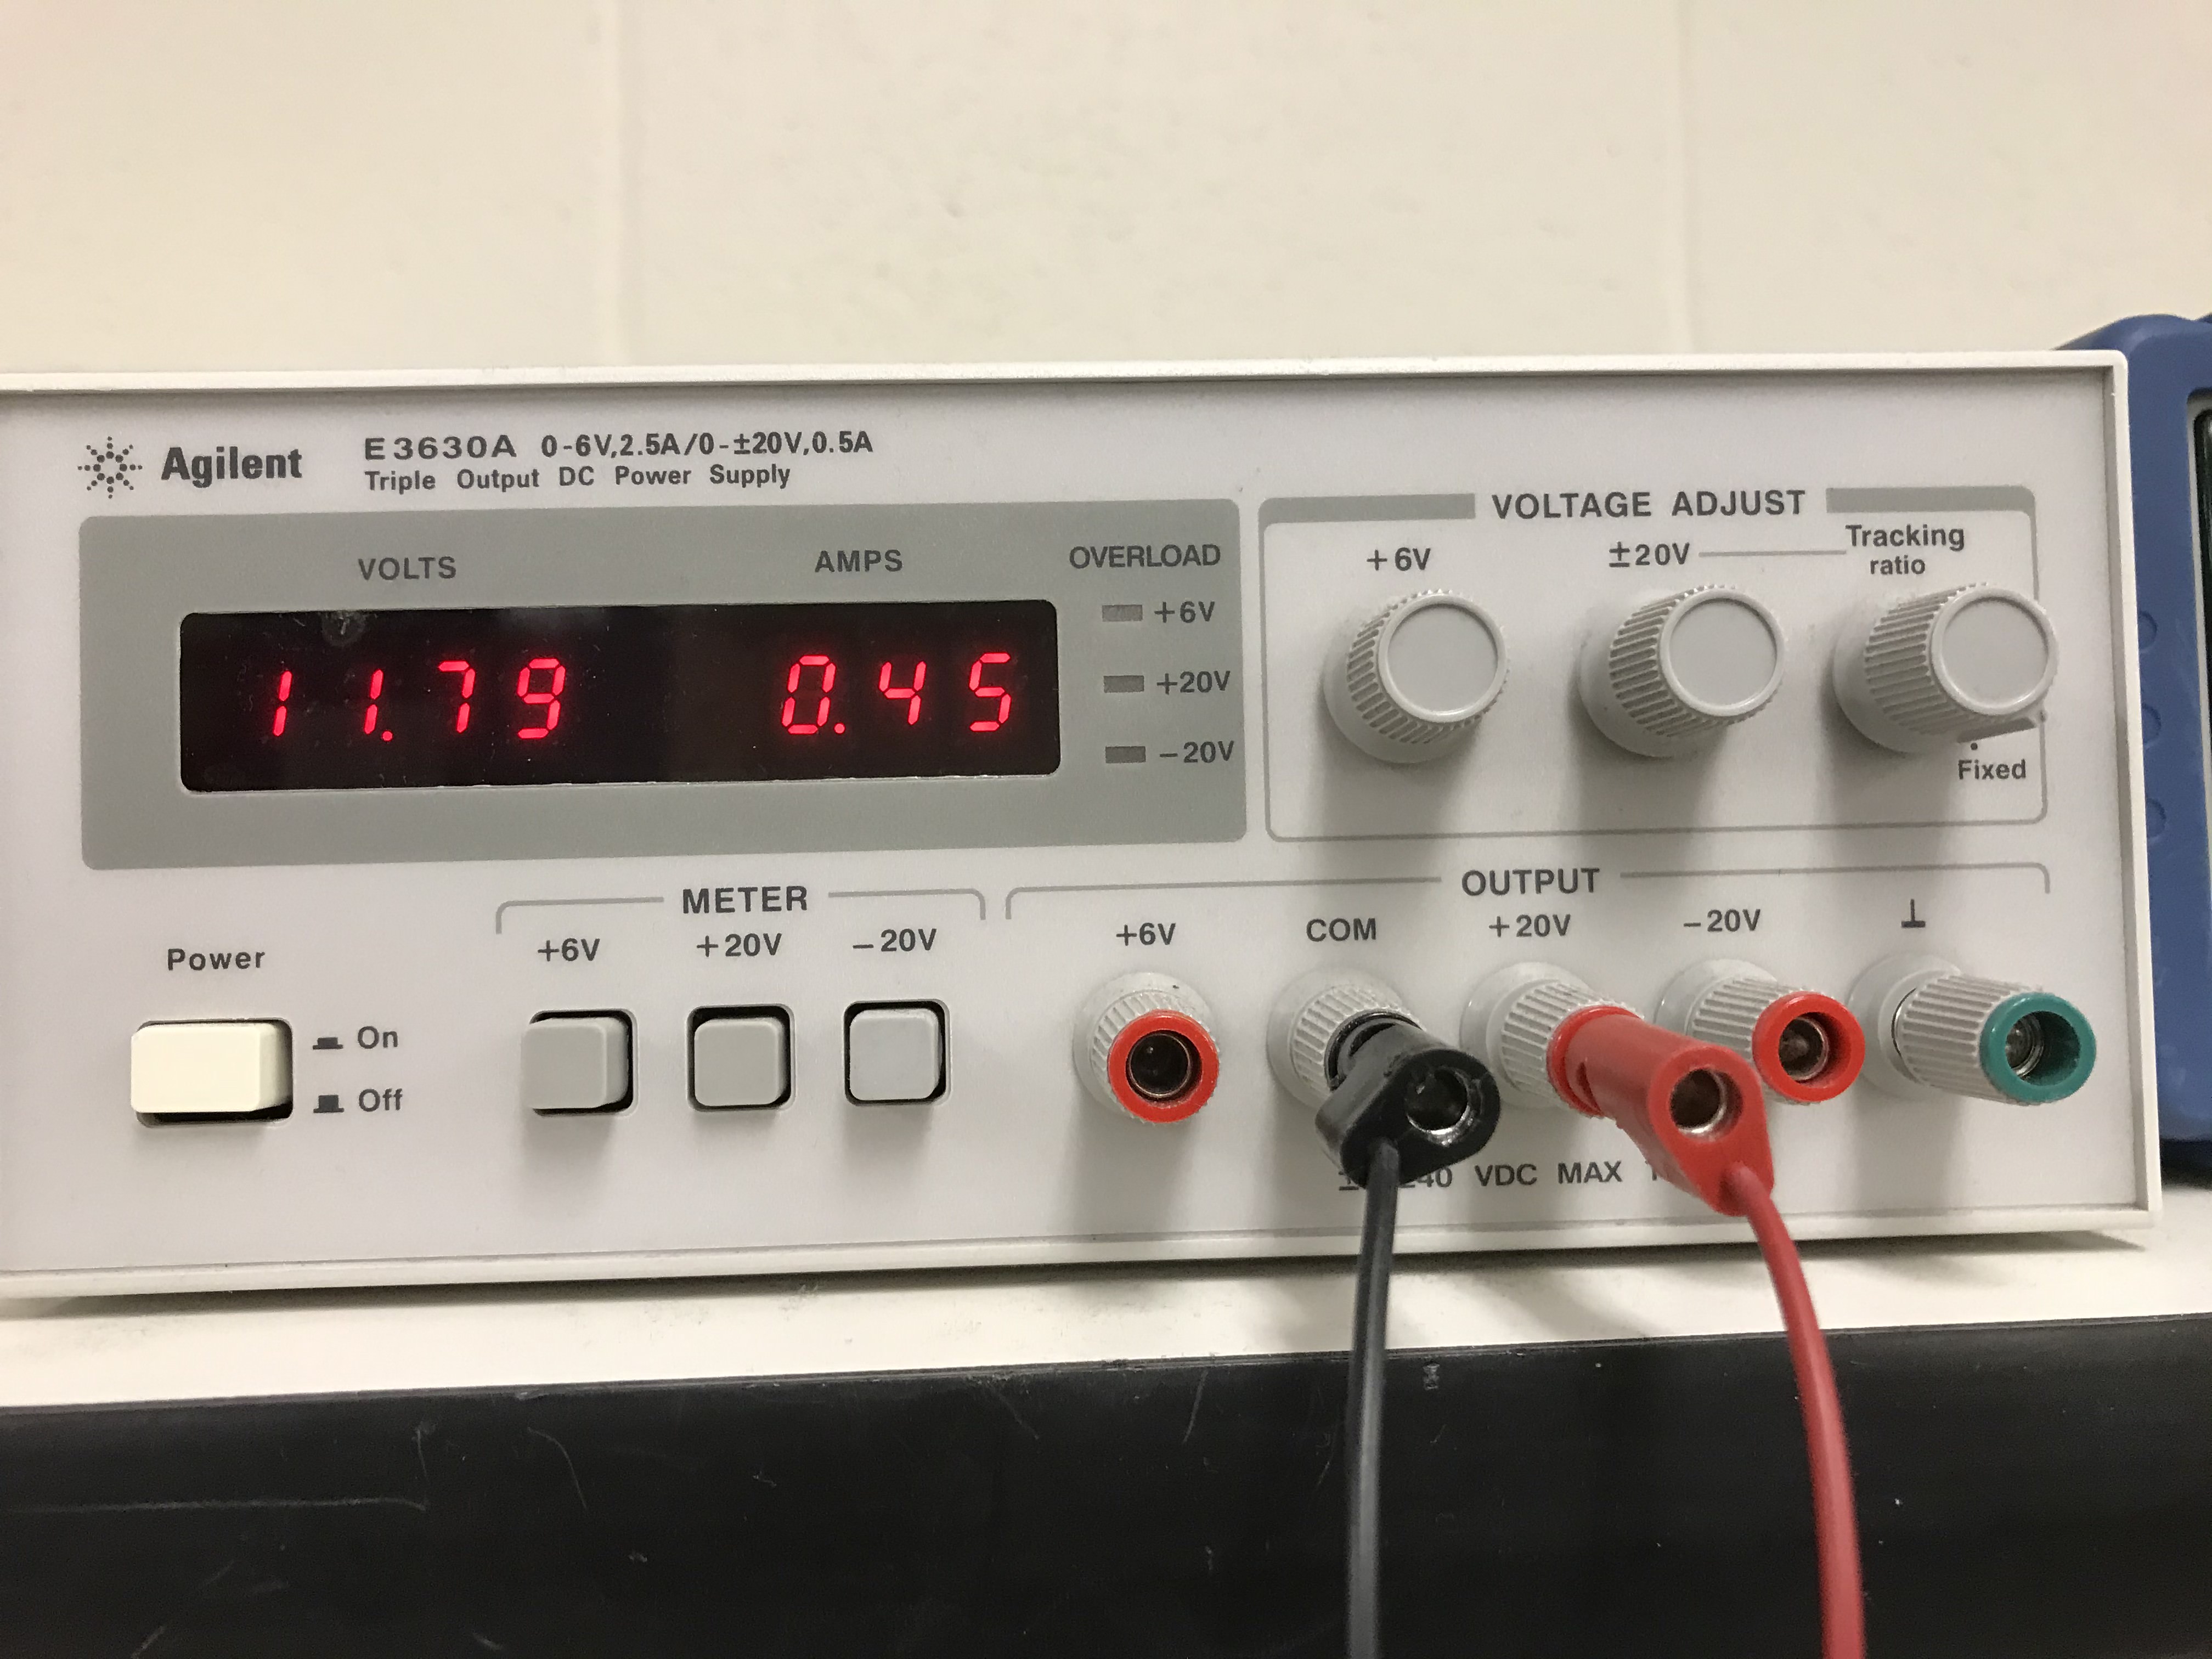 Agilent
E3630A 0-6V,2.5A/0-±20V,0.5A
Triple Output DC Power Supply
VOLTS
AMPS
OVERLOAD
11.79
0.45
+6V
+20V
-20V
VOLTAGE ADJUST
+6V
±20V
Tracking
ratio
Fixed
Power
On
Off
METER
+6V
+20V
-20V
OUTPUT
+6V
COM
+20V
-20V
VDC MAX